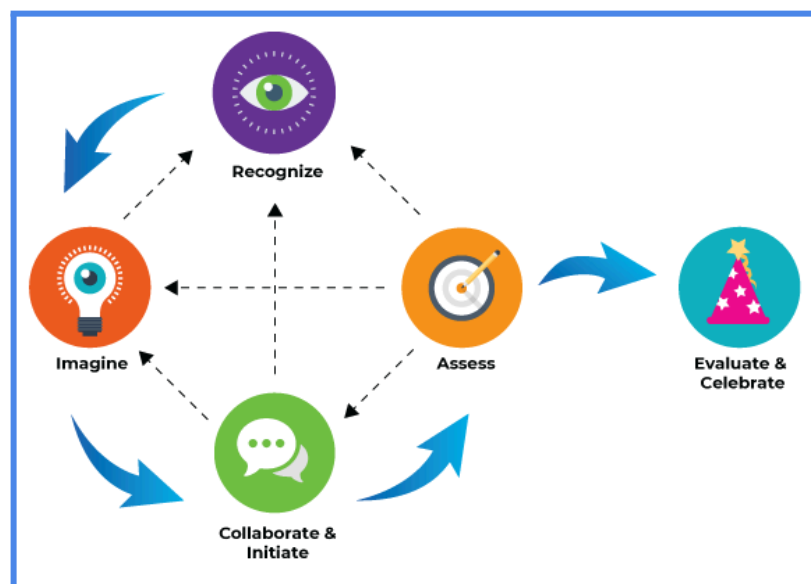 Recognize
Imagine
Assess
Evaluate &
Celebrate
Collaborate &
Initiate